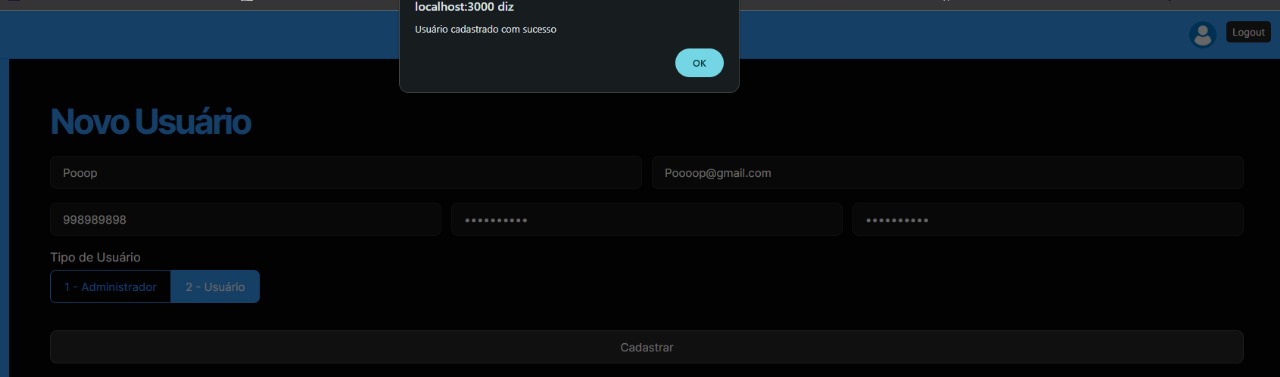 localhost:3000 diz
Usuário cadastrado com sucesso
OK
Logout
Novo Usuário
Pooop
Poooop@gmail.com
998989898
••••••••••
••••••••••
Tipo de Usuário
1 - Administrador
2 - Usuário
Cadastrar